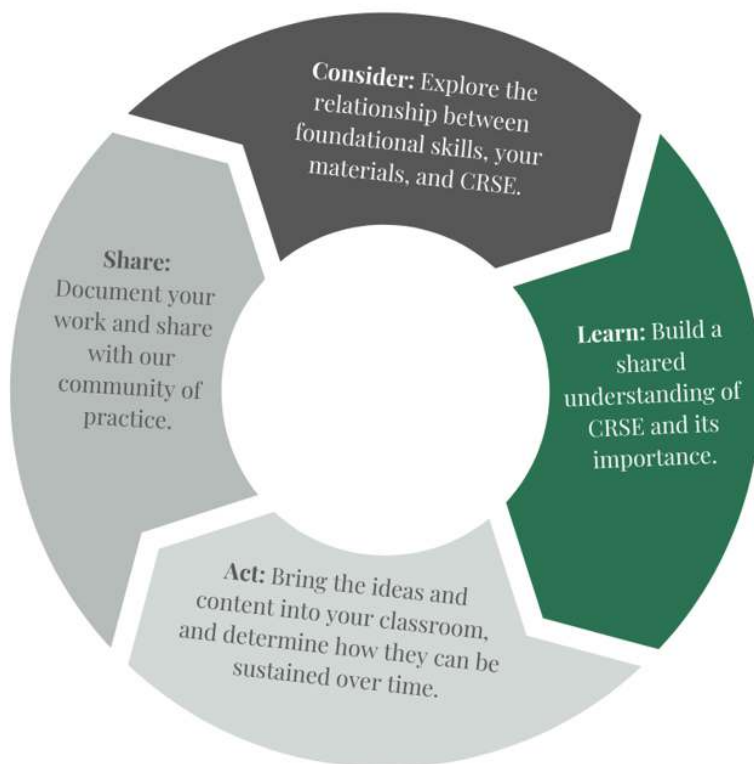 Consider: Explore the
relationship between
foundational skills, your
materials, and CRSE.
Learn: Build a
shared
understanding of
CRSE and its
importance.
Act: Bring the ideas and
content into your classroom,
and determine how they can be
sustained over time.
Share:
Document your
work and share
with our
community of
practice.